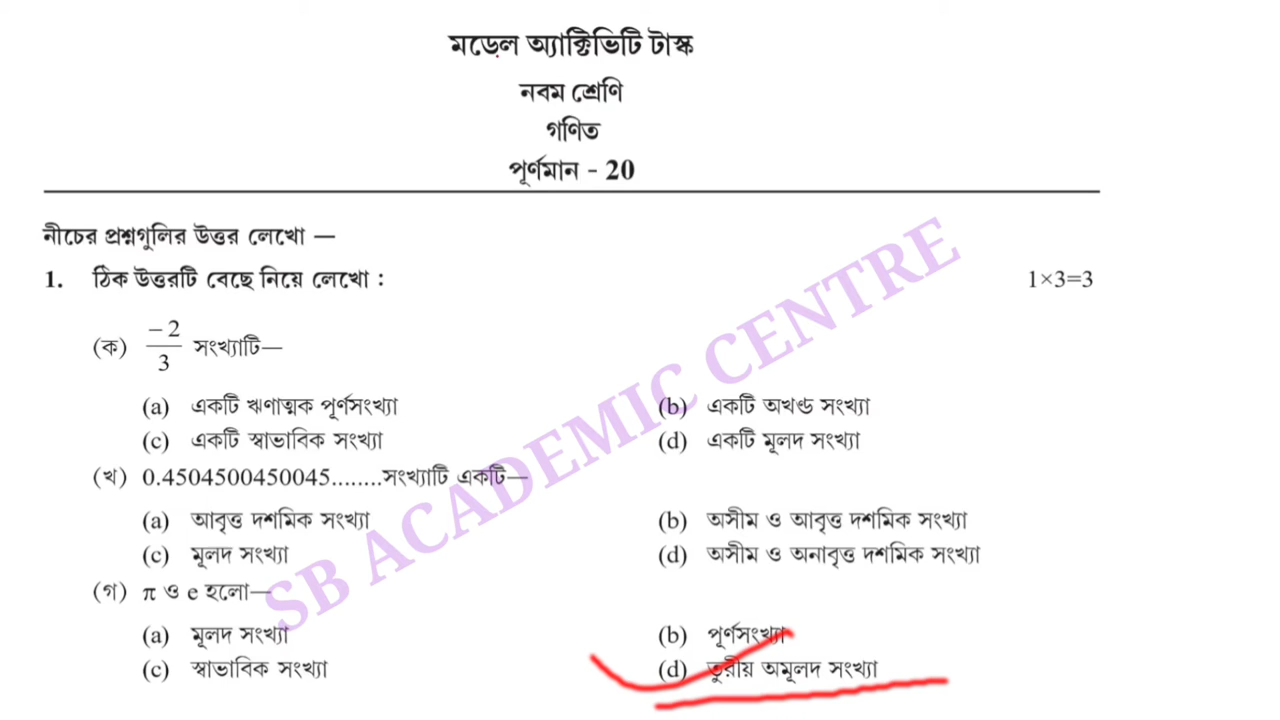 মডেল অ্যাক্টিভিটি টাস্ক
নবম শ্রেণি
গণিত
পূর্ণমান - 20
নীচের প্রশ্নগুলির উত্তর লেখো —
1. ঠিক উত্তরটি বেছে নিয়ে লেখো : 1×3=3
(ক) −2/3 সংখ্যাটি—
(a) একটি ঋণাত্মক পূর্ণসংখ্যা (b) একটি অখণ্ড সংখ্যা
(c) একটি স্বাভাবিক সংখ্যা (d) একটি মূলদ সংখ্যা
(খ) 0.4504500450045........সংখ্যাটি একটি—
(a) আবৃত্ত দশমিক সংখ্যা (b) অসীম ও আবৃত্ত দশমিক সংখ্যা
(c) মূলদ সংখ্যা (d) অসীম ও অনাবৃত্ত দশমিক সংখ্যা
(গ) π ও e হলো—
(a) মূলদ সংখ্যা (b) পূর্ণসংখ্যা
(c) স্বাভাবিক সংখ্যা (d) তুরীয় অমূলদ সংখ্যা
SB ACADEMIC CENTRE